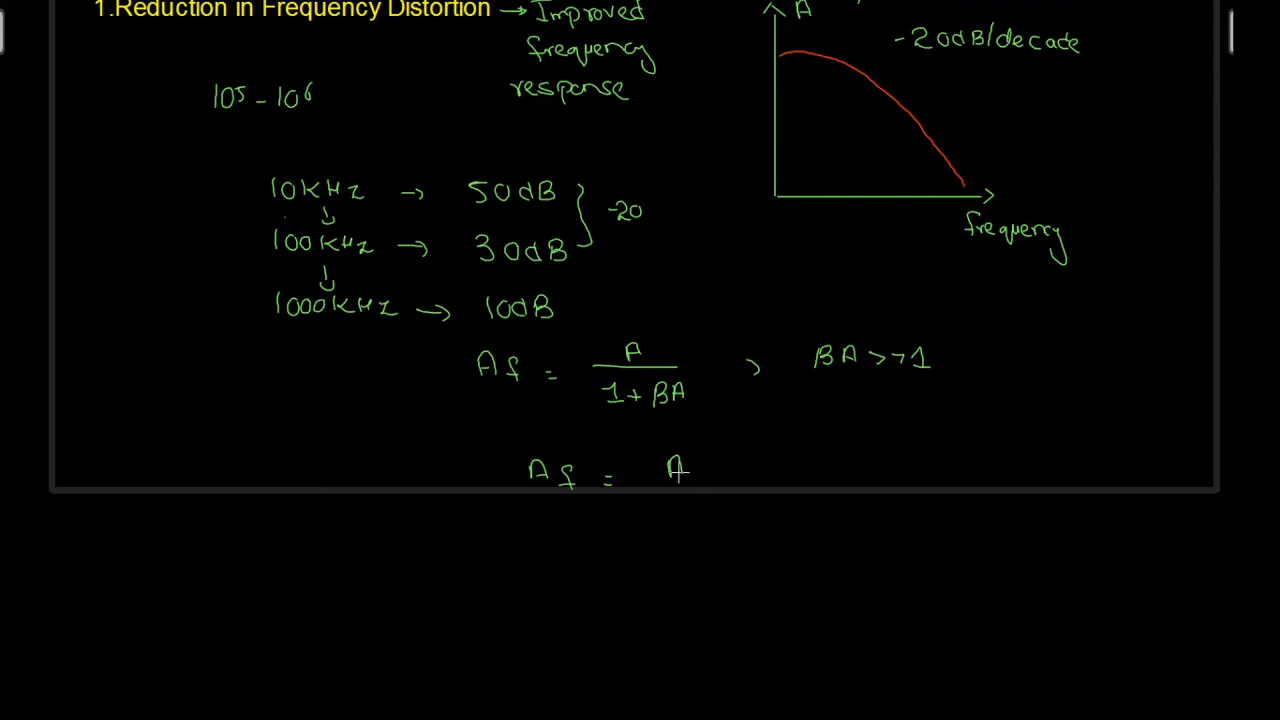 1.Reduction in Frequency Distortion → Improved
frequency
response
10⁵ - 10⁶
A
-20dB/decade
frequency
10KHz → 50dB
100KHz → 30dB
-20
1000KHz → 10dB
Af = A / 1+βA , βA >> 1
Af = A